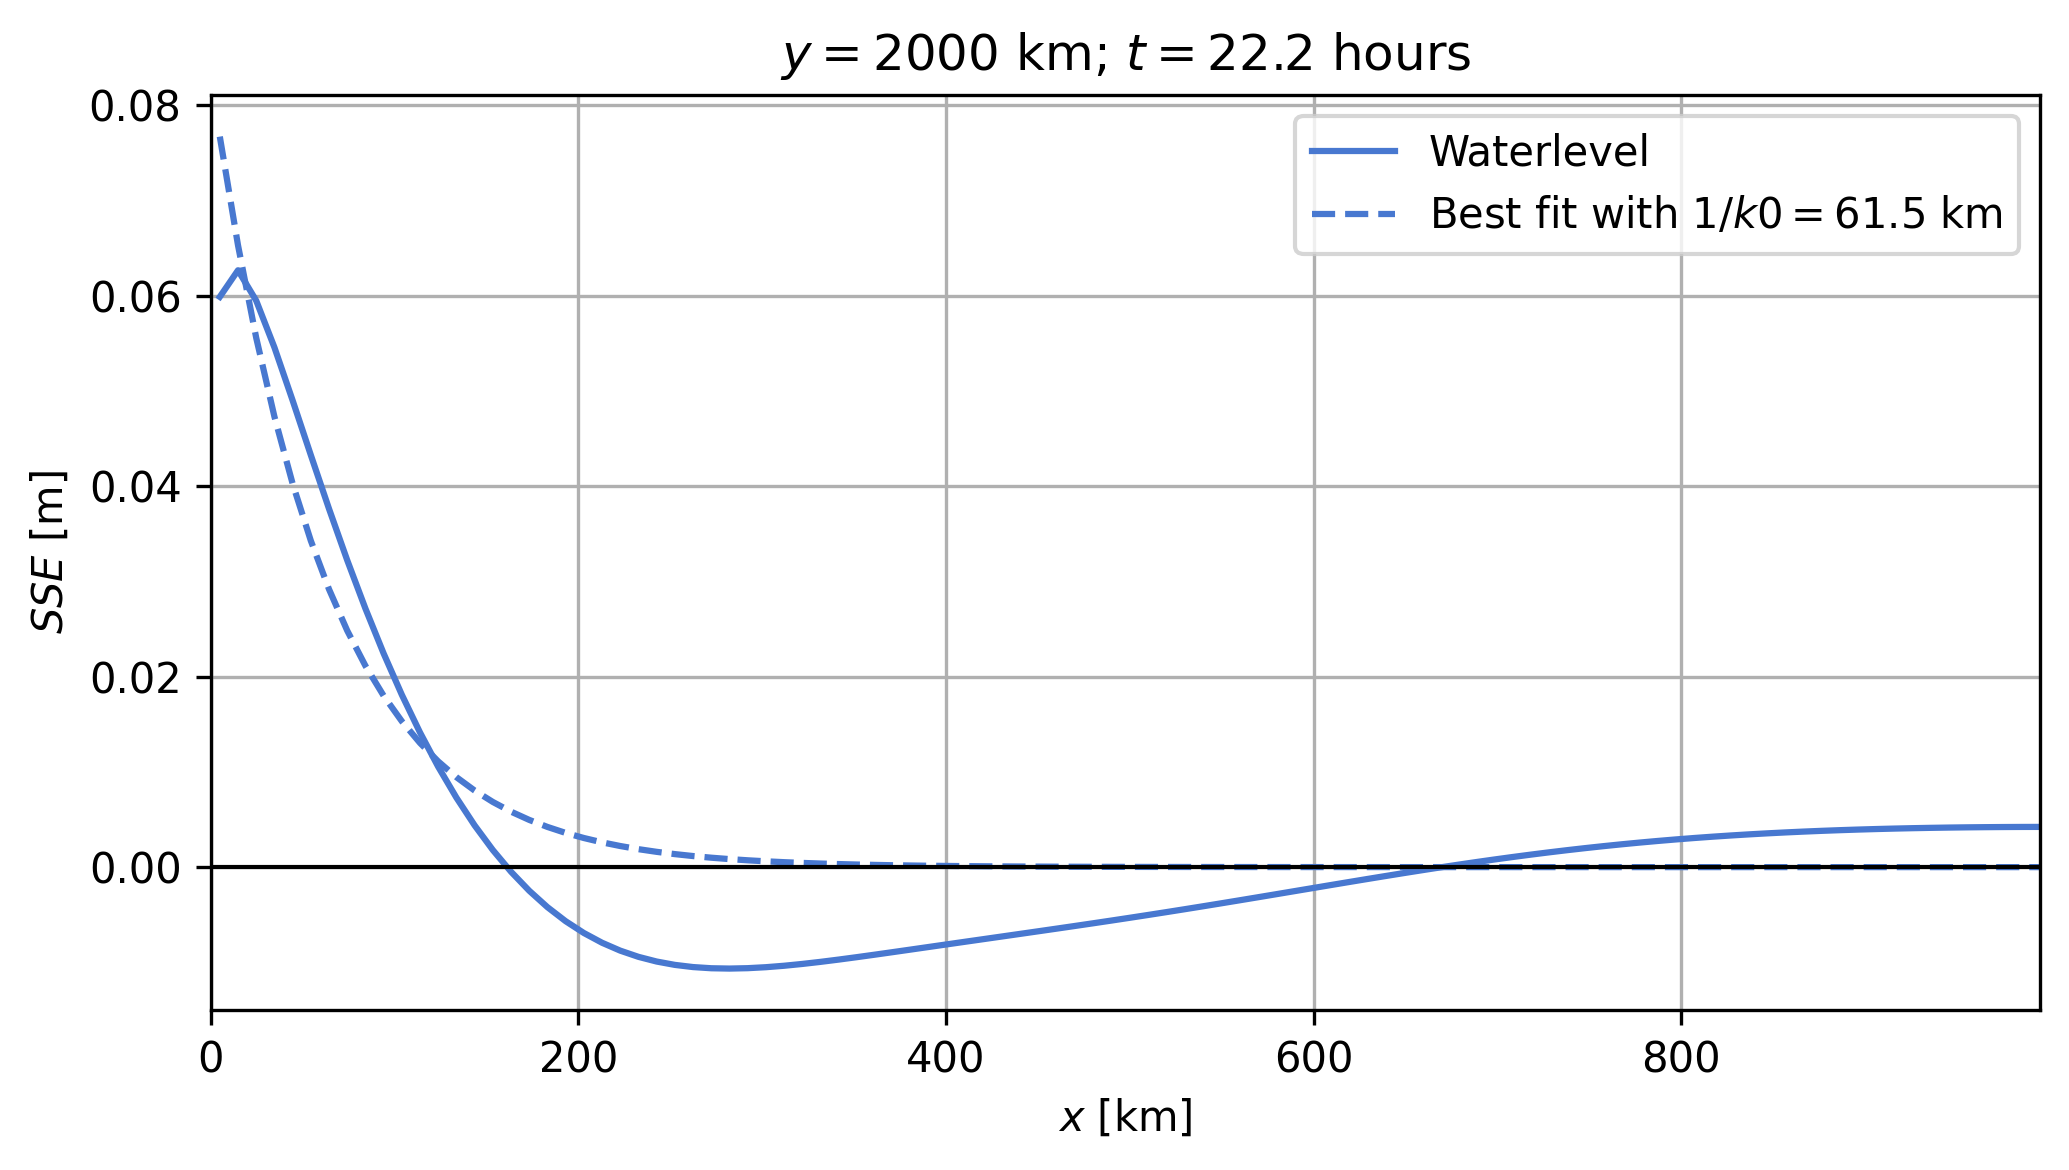 y = 2000 km; t = 22.2 hours
0.08
0.06
0.04
0.02
0.00
SSE [m]
Waterlevel
Best fit with 1/k0 = 61.5 km
0 200 400 600 800
x [km]